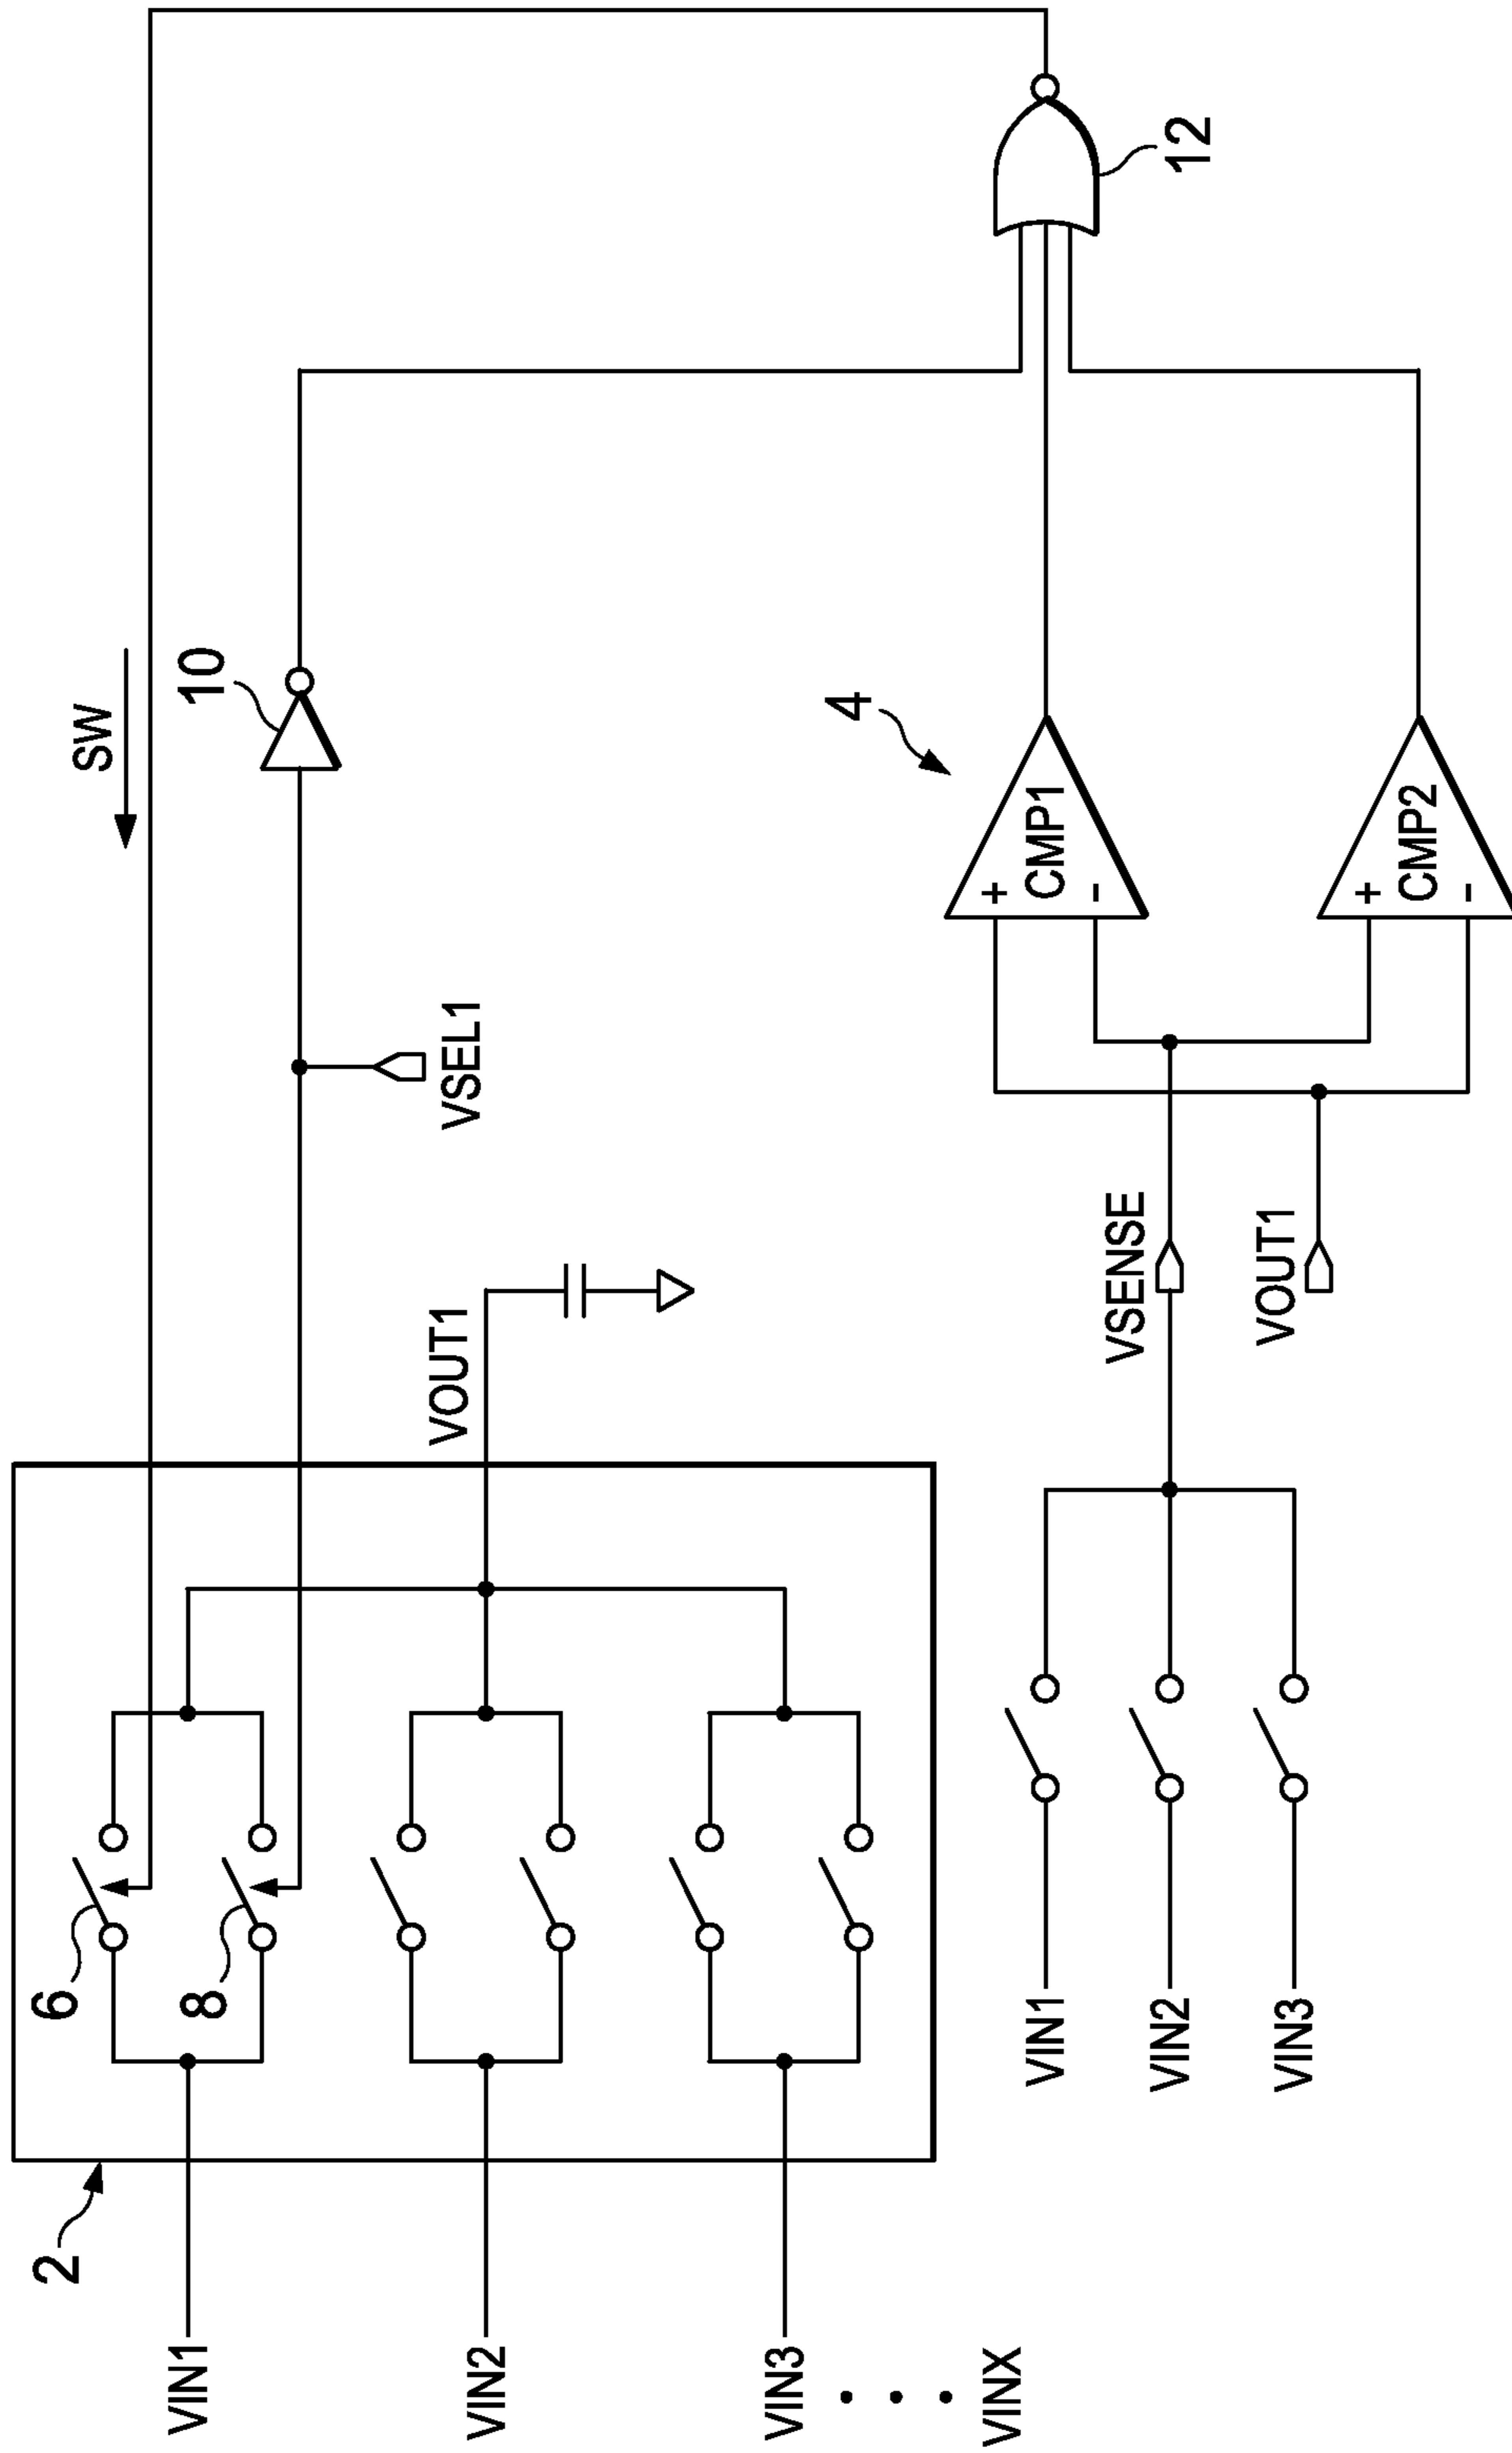 SW
10
12
VSEL1
6
8
VOUT1
2
VIN1
VIN2
VIN3
VINX
4
+
CMP1
-
+
CMP2
-
VSENSE
VOUT1
VIN1
VIN2
VIN3